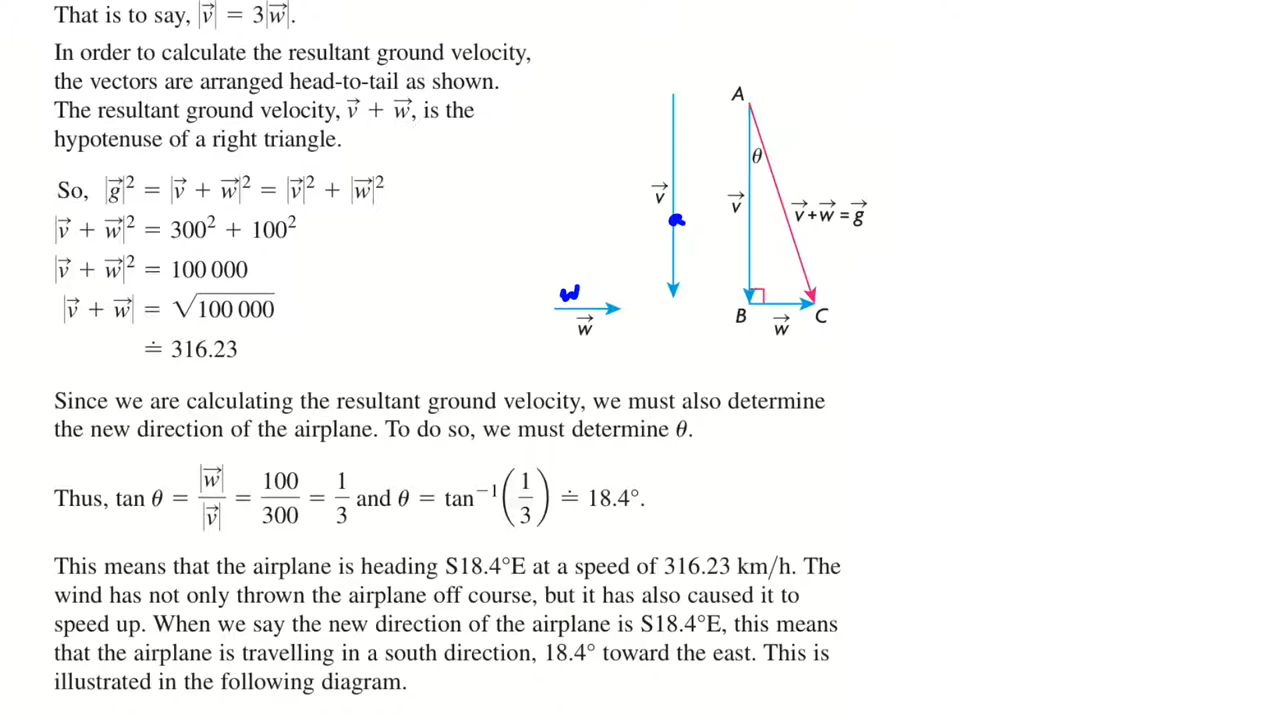 That is to say, |v⃗| = 3|w⃗|.
In order to calculate the resultant ground velocity,
the vectors are arranged head-to-tail as shown.
The resultant ground velocity, v⃗ + w⃗, is the
hypotenuse of a right triangle.
So, |g⃗|² = |v⃗ + w⃗|² = |v⃗|² + |w⃗|²
|v⃗ + w⃗|² = 300² + 100²
|v⃗ + w⃗|² = 100 000
|v⃗ + w⃗| = √100 000
≐ 316.23
v⃗
w
w⃗
A
θ
v⃗
v⃗ + w⃗ = g⃗
B
w⃗
C
Since we are calculating the resultant ground velocity, we must also determine
the new direction of the airplane. To do so, we must determine θ.
Thus, tan θ = |w⃗|/|v⃗| = 100/300 = 1/3 and θ = tan⁻¹(1/3) ≐ 18.4°.
This means that the airplane is heading S18.4°E at a speed of 316.23 km/h. The
wind has not only thrown the airplane off course, but it has also caused it to
speed up. When we say the new direction of the airplane is S18.4°E, this means
that the airplane is travelling in a south direction, 18.4° toward the east. This is
illustrated in the following diagram.